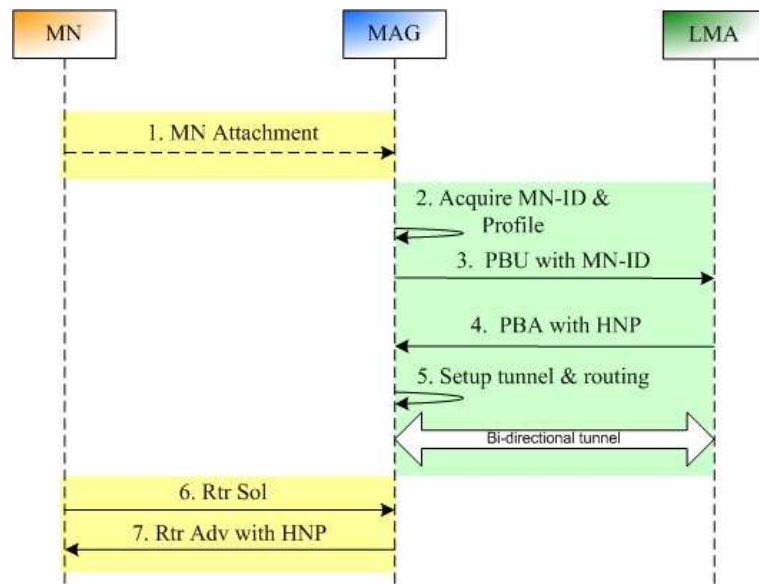 MN
MAG
LMA
1. MN Attachment
2. Acquire MN-ID &
Profile
3. PBU with MN-ID
4. PBA with HNP
5. Setup tunnel & routing
Bi-directional tunnel
6. Rtr Sol
7. Rtr Adv with HNP